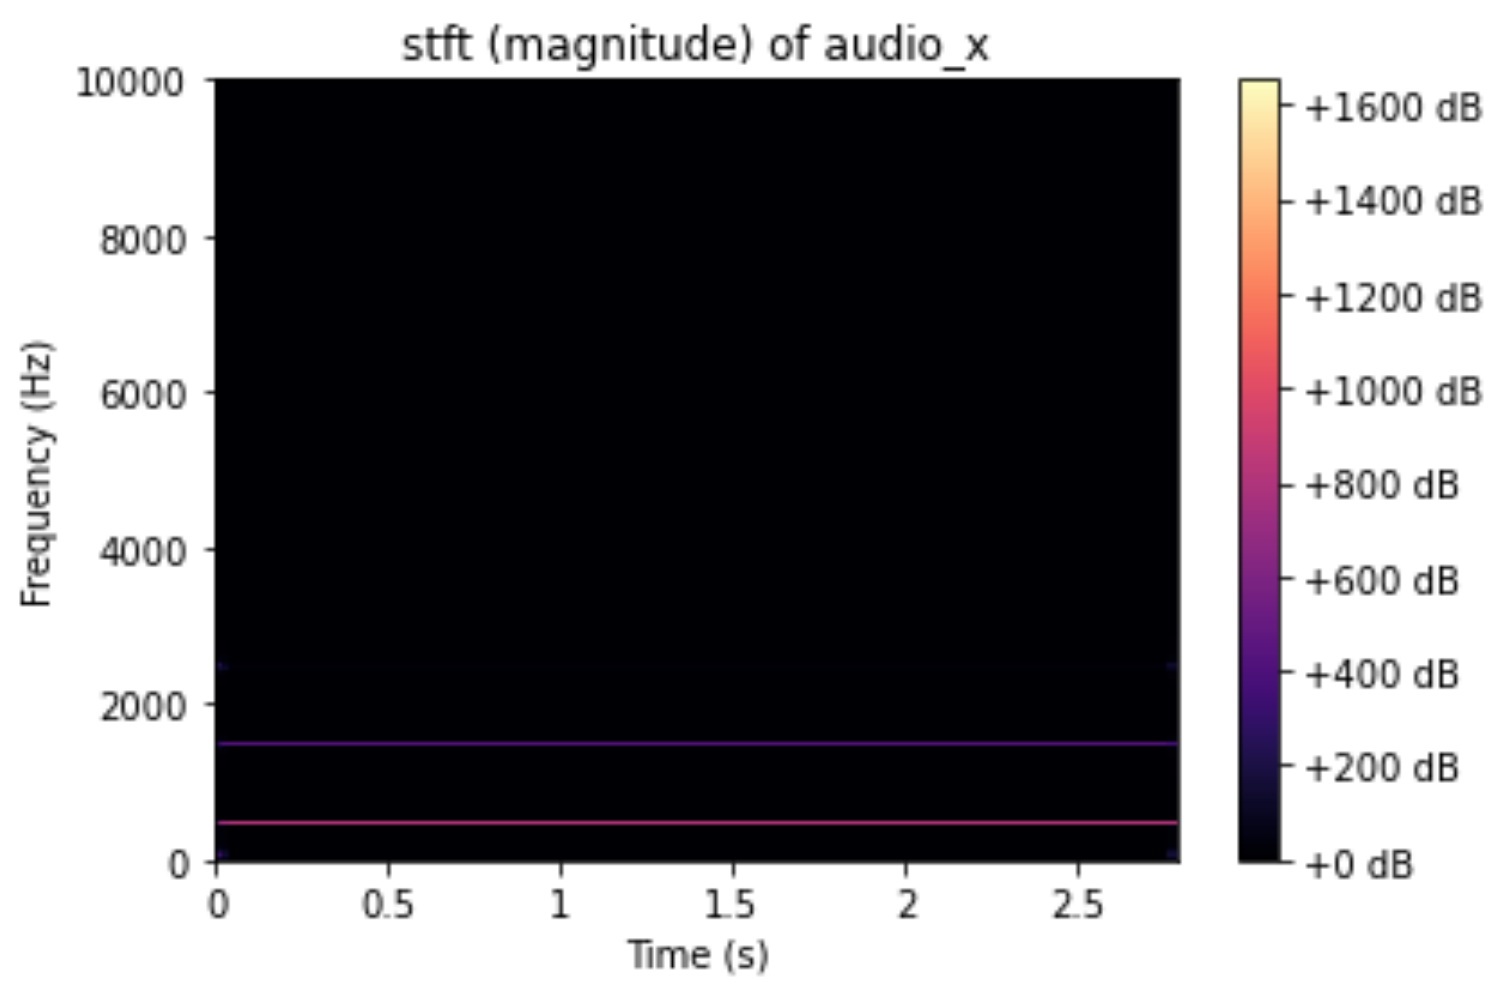 stft (magnitude) of audio_x
10000
8000
6000
4000
2000
0
Frequency (Hz)
0
0.5
1
1.5
2
2.5
Time (s)
+1600 dB
+1400 dB
+1200 dB
+1000 dB
+800 dB
+600 dB
+400 dB
+200 dB
+0 dB